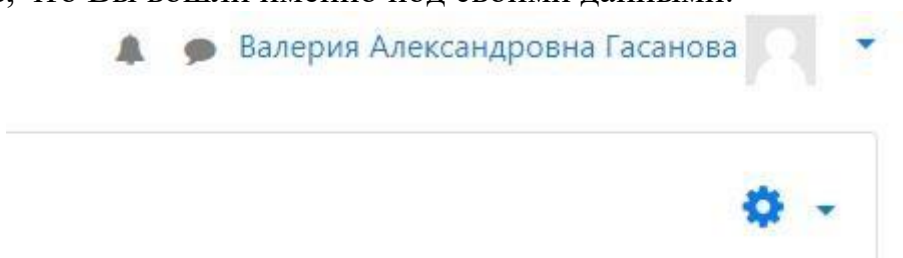 что Вы вошли именно под своими данными.
Валерия Александровна Гасанова